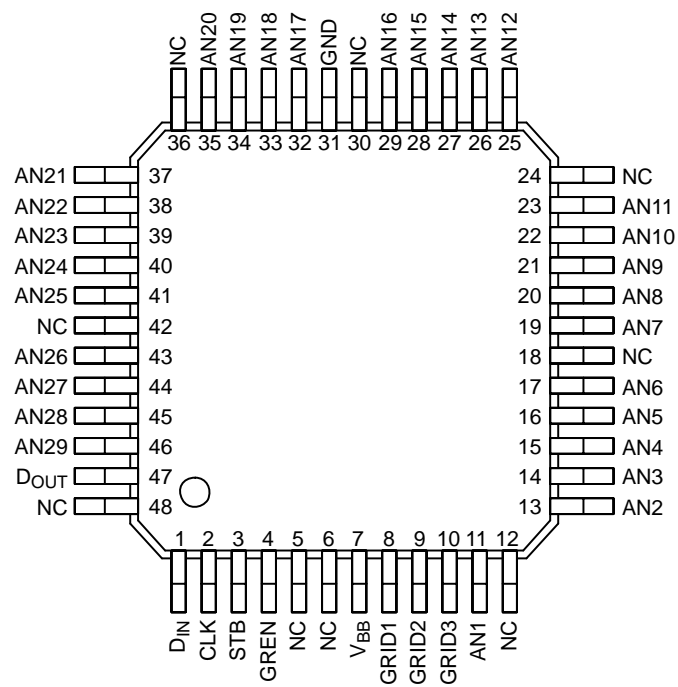 NC AN20 AN19 AN18 AN17 GND NC AN16 AN15 AN14 AN13 AN12
36 35 34 33 32 31 30 29 28 27 26 25
AN21 37 24 NC
AN22 38 23 AN11
AN23 39 22 AN10
AN24 40 21 AN9
AN25 41 20 AN8
NC 42 19 AN7
AN26 43 18 NC
AN27 44 17 AN6
AN28 45 16 AN5
AN29 46 15 AN4
DOUT 47 14 AN3
NC 48 13 AN2
1 2 3 4 5 6 7 8 9 10 11 12
DIN CLK STB GREN NC NC VBB GRID1 GRID2 GRID3 AN1 NC